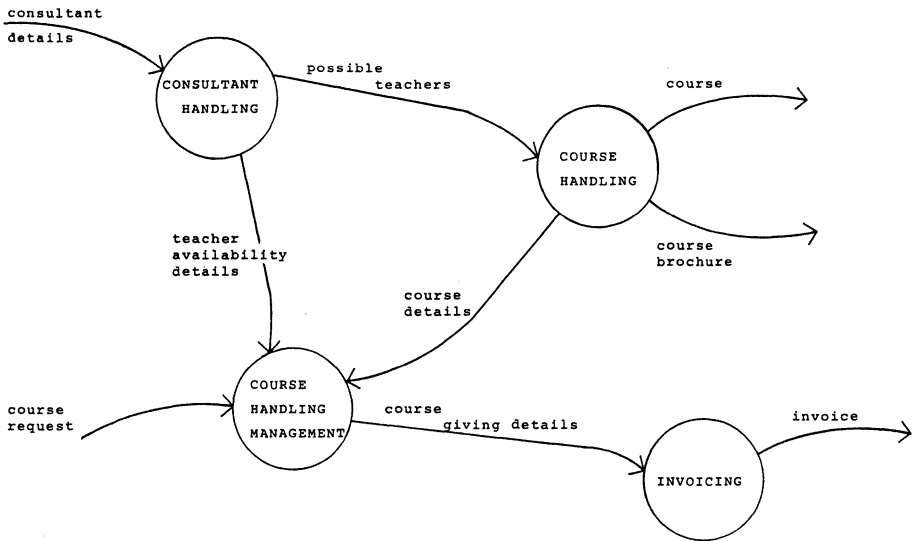 consultant
details
CONSULTANT
HANDLING
possible
teachers
course
COURSE
HANDLING
course
brochure
teacher
availability
details
course
details
COURSE
HANDLING
MANAGEMENT
course
request
course
giving details
invoice
INVOICING